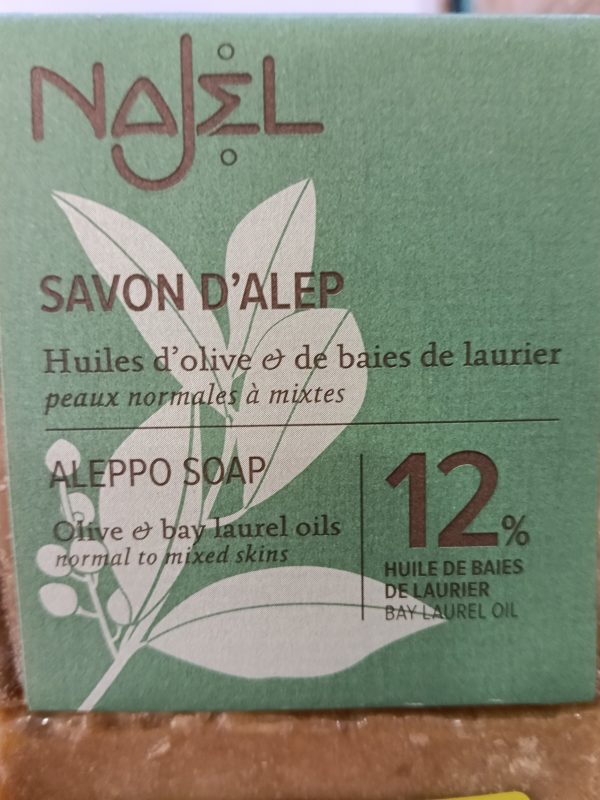 NAJEL
SAVON D'ALEP
Huiles d'olive & de baies de laurier
peaux normales à mixtes
ALEPPO SOAP
Olive & bay laurel oils
normal to mixed skins
12%
HUILE DE BAIES
DE LAURIER
BAY LAUREL OIL